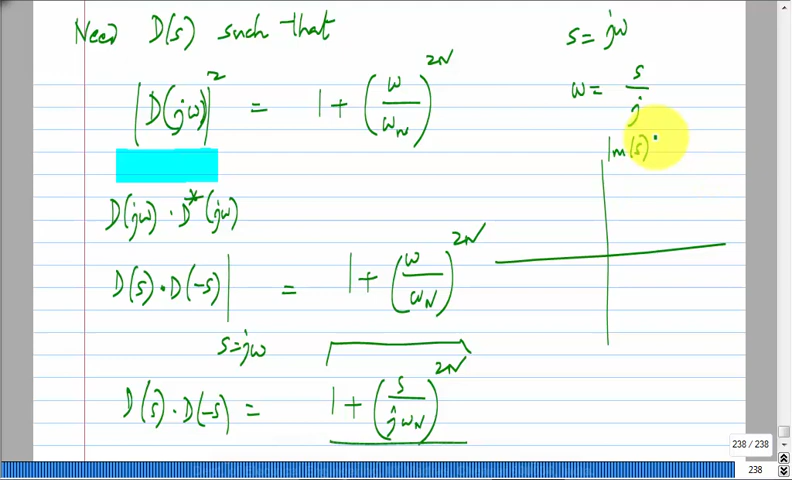 Need D(s) such that
s = jω
|D(jω)|² = 1 + (ω/ω_N)^{2N}
ω = s/j
Im(s)
D(jω) · D*(jω)
D(s) · D(-s)|_{s=jω} = 1 + (ω/ω_N)^{2N}
D(s) · D(-s) = 1 + (s/jω_N)^{2N}
238 / 238
238